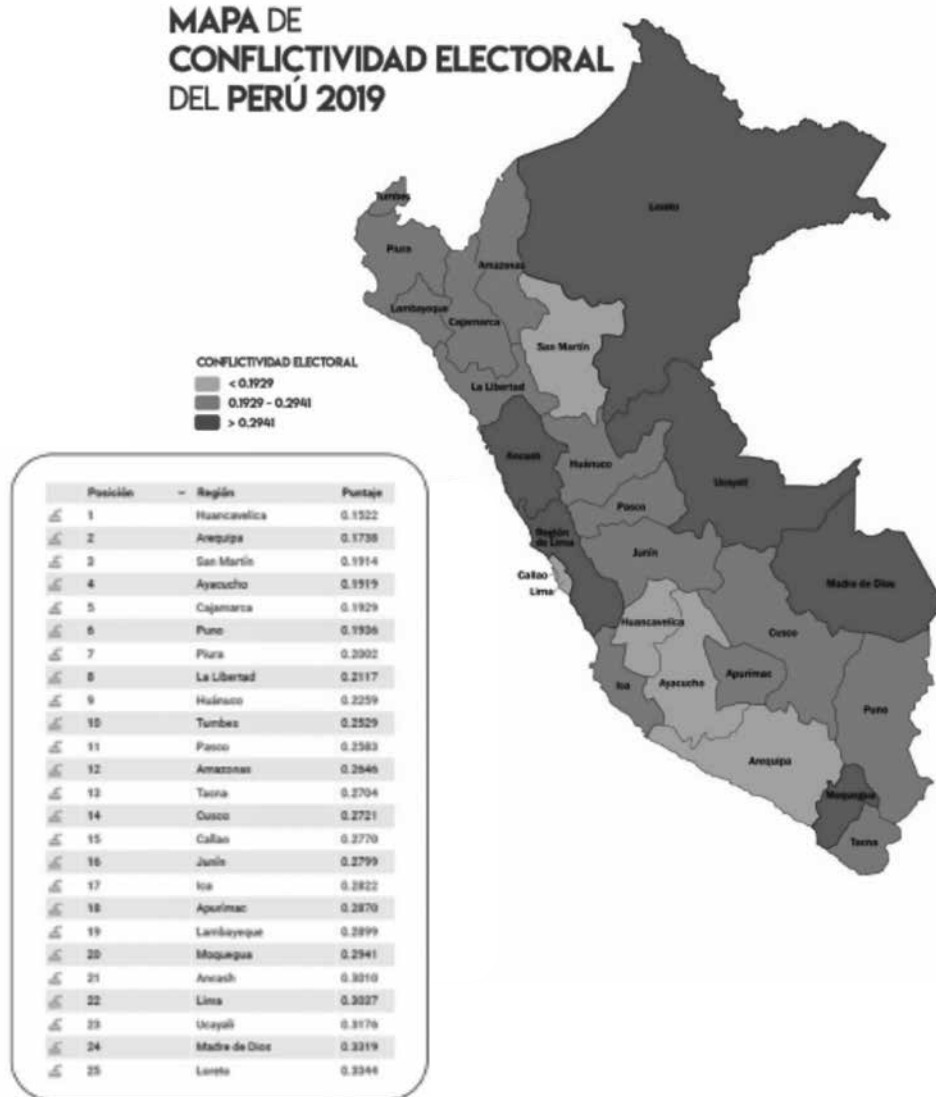 MAPA DE
CONFLICTIVIDAD ELECTORAL
DEL PERÚ 2019
Tumbes
Loreto
Piura
Amazonas
Lambayeque
Cajamarca
San Martín
CONFLICTIVIDAD ELECTORAL
< 0.1929
0.1929 - 0.2941
> 0.2941
La Libertad
Ancash
Huánuco
Ucayali
Pasco
Región
de Lima
Junín
Callao
Lima
Madre de Dios
Huancavelica
Cusco
Ica
Ayacucho
Apurímac
Puno
Arequipa
Moquegua
Tacna
Posición Región Puntaje
1 Huancavelica 0.1522
2 Arequipa 0.1738
3 San Martín 0.1914
4 Ayacucho 0.1919
5 Cajamarca 0.1929
6 Puno 0.1936
7 Piura 0.2002
8 La Libertad 0.2117
9 Huánuco 0.2259
10 Tumbes 0.2529
11 Pasco 0.2583
12 Amazonas 0.2646
13 Tacna 0.2704
14 Cusco 0.2721
15 Callao 0.2770
16 Junín 0.2799
17 Ica 0.2822
18 Apurímac 0.2870
19 Lambayeque 0.2899
20 Moquegua 0.2941
21 Ancash 0.3010
22 Lima 0.3027
23 Ucayali 0.3176
24 Madre de Dios 0.3319
25 Loreto 0.3344